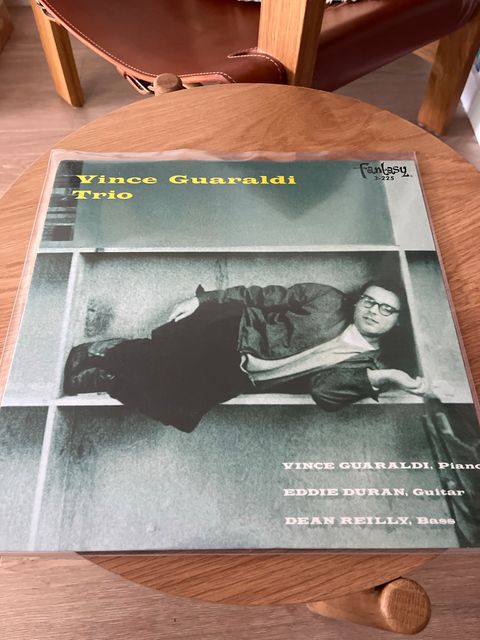 Vince Guaraldi
Trio
Fantasy
3-225
VINCE GUARALDI, Piano
EDDIE DURAN, Guitar
DEAN REILLY, Bass